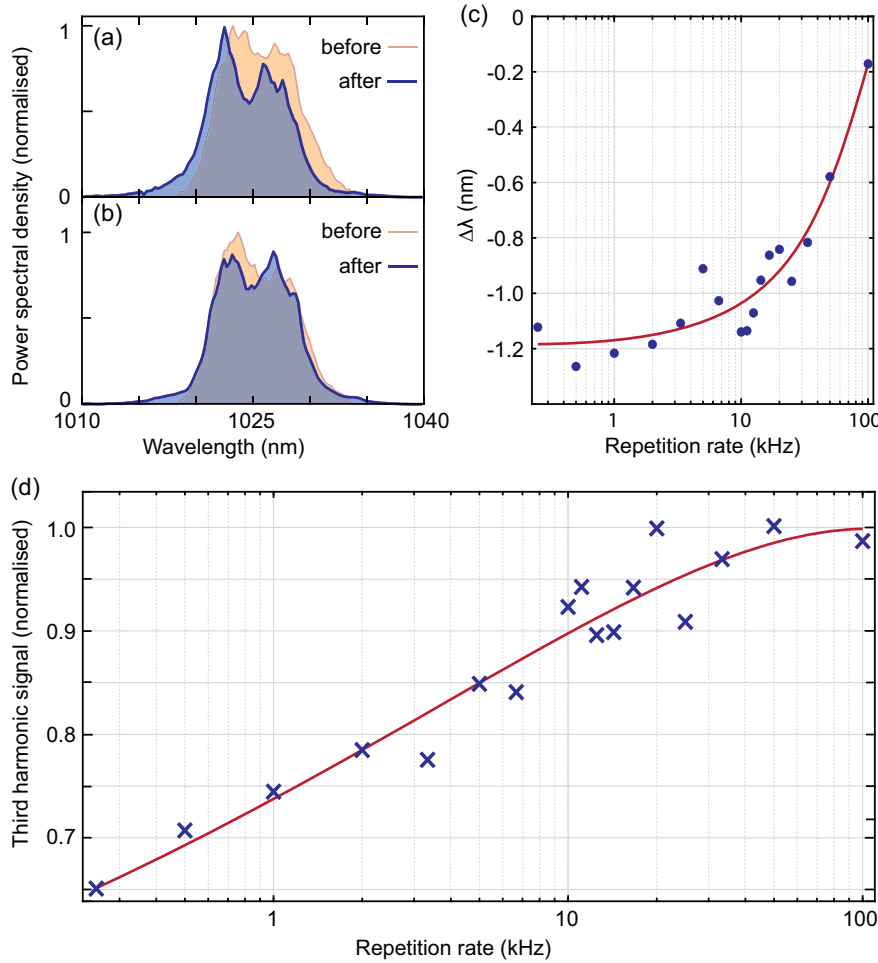 (a)
before
after
1
0
(b)
before
after
1
0
1010
1025
1040
Wavelength (nm)
Power spectral density (normalised)
(c)
0
-0.2
-0.4
-0.6
-0.8
-1.0
-1.2
Δλ (nm)
1
10
100
Repetition rate (kHz)
(d)
1.0
0.9
0.8
0.7
Third harmonic signal (normalised)
1
10
100
Repetition rate (kHz)